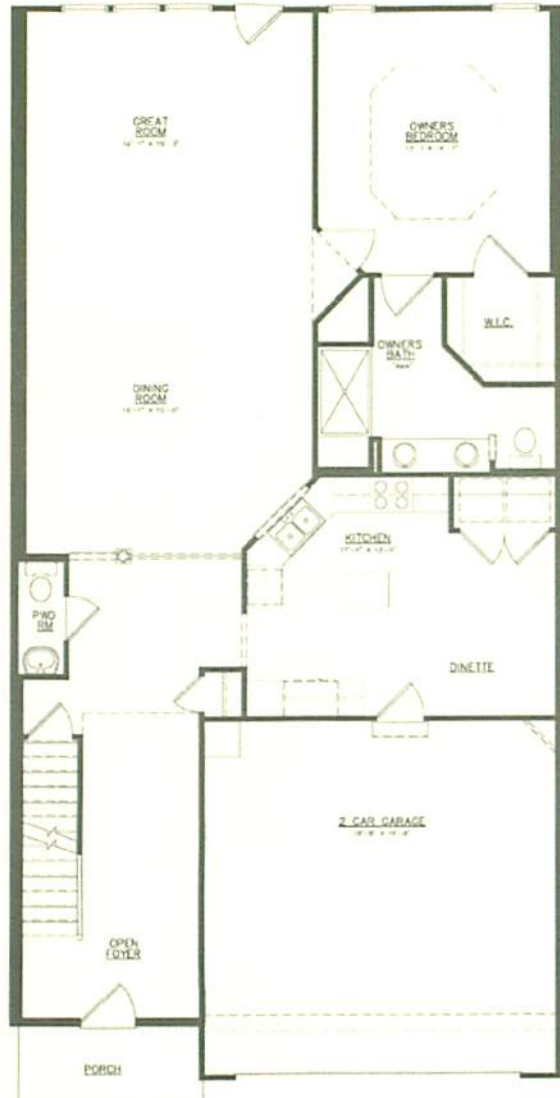 GREAT
ROOM
OWNERS
BEDROOM
W.I.C.
OWNERS
BATH
DINING
ROOM
KITCHEN
PWD
RM
DINETTE
2 CAR GARAGE
OPEN
FOYER
PORCH